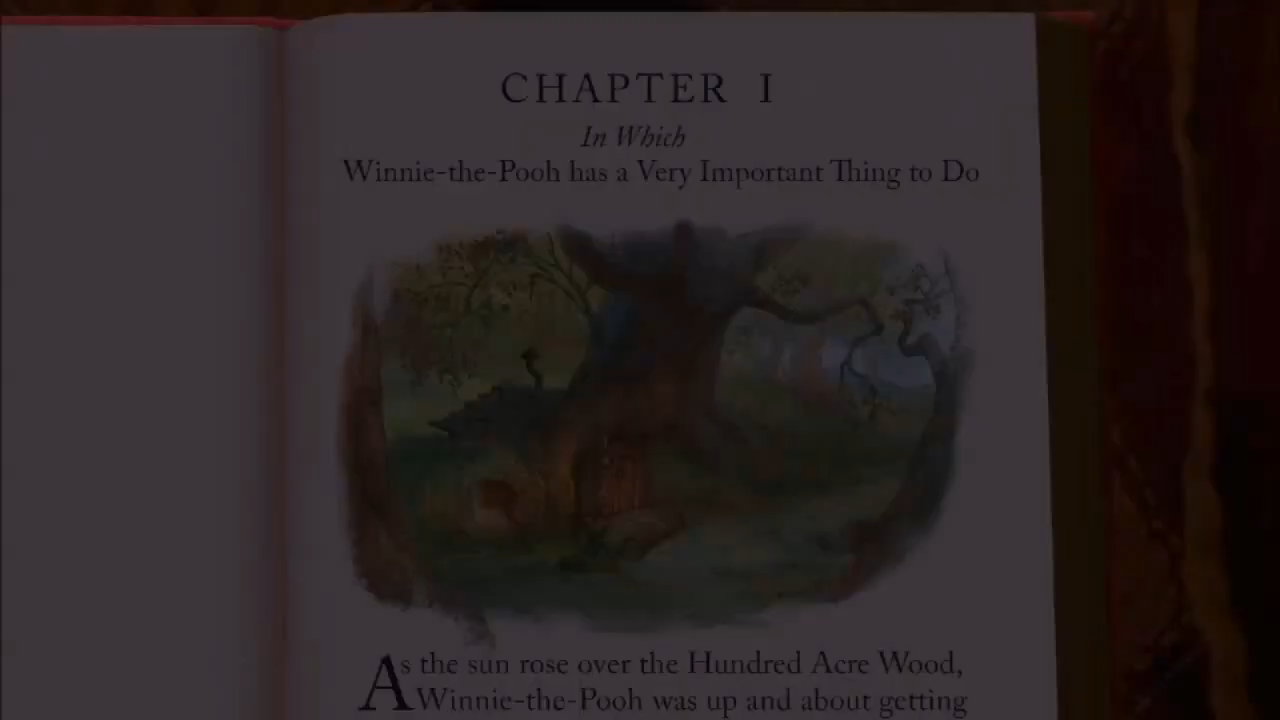 CHAPTER I
In Which
Winnie-the-Pooh has a Very Important Thing to Do
As the sun rose over the Hundred Acre Wood,
Winnie-the-Pooh was up and about getting